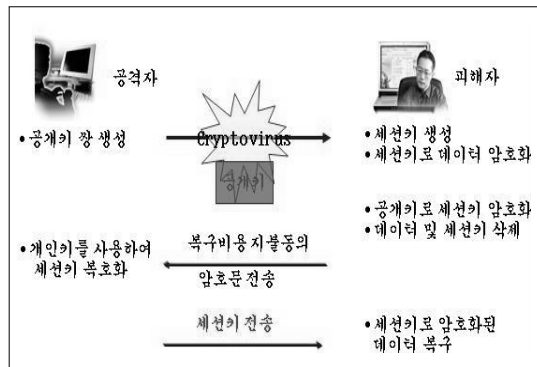 공격자
피해자
• 공개키 쌍 생성
Cryptovirus
공개키
• 세션키 생성
• 세션키로 데이터 암호화
• 공개키로 세션키 암호화
• 데이터 및 세션키 삭제
• 개인키를 사용하여
세션키 복호화
복구비용지불동의
암호문전송
세션키 전송
• 세션키로 암호화된
데이터 복구